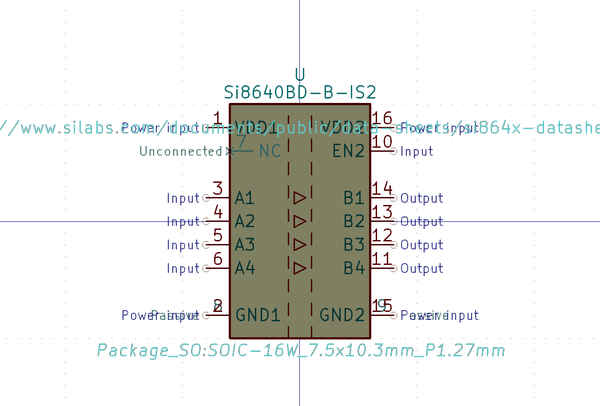 U
Si8640BD-B-IS2
//www.silabs.com/documents/public/data-sheets/si864x-datashe
Power input 1 VDD1 VDD2 16 Power input
Unconnected 7 NC EN2 10 Input
Input 3 A1 B1 14 Output
Input 4 A2 B2 13 Output
Input 5 A3 B3 12 Output
Input 6 A4 B4 11 Output
Power input Passive 2 8 GND1 GND2 15 9 Power input Passive
Package_SO:SOIC-16W_7.5x10.3mm_P1.27mm